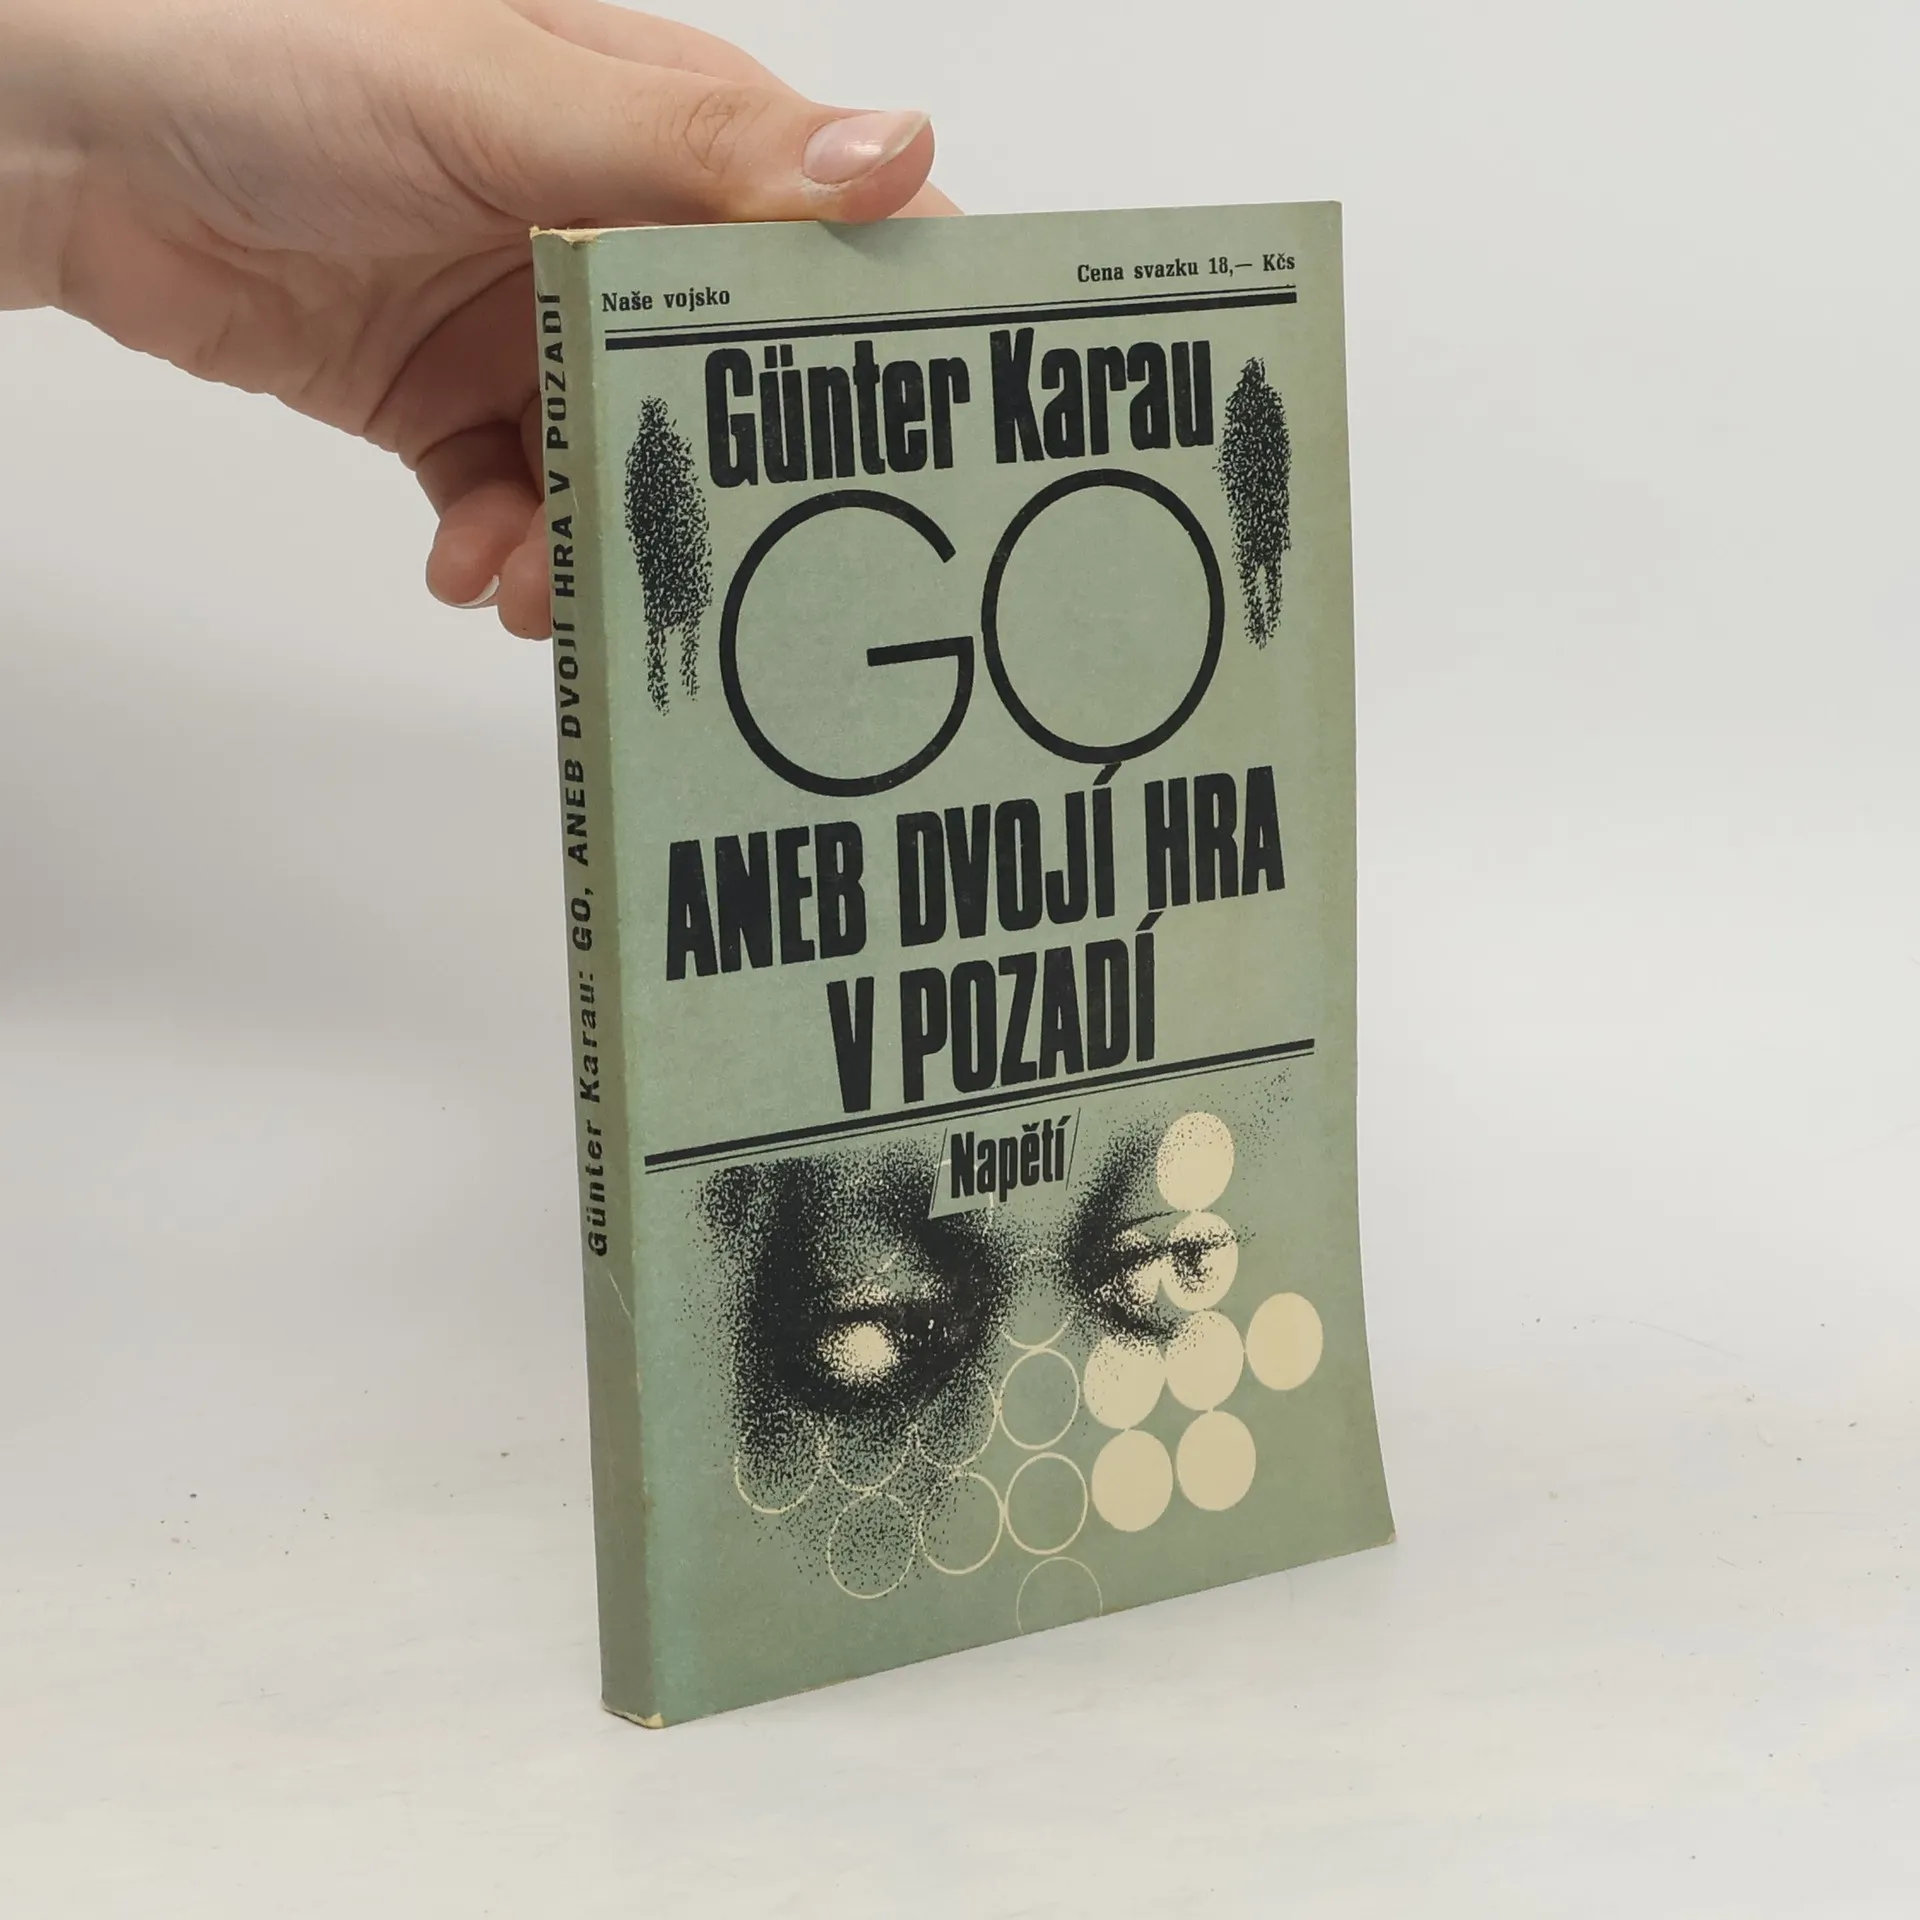 Naše vojsko
Cena svazku 18,— Kčs
Günter Karau
GO
ANEB DVOJÍ HRA
V POZADÍ
Napětí
Günter Karau: GO, ANEB DVOJÍ HRA V POZADÍ